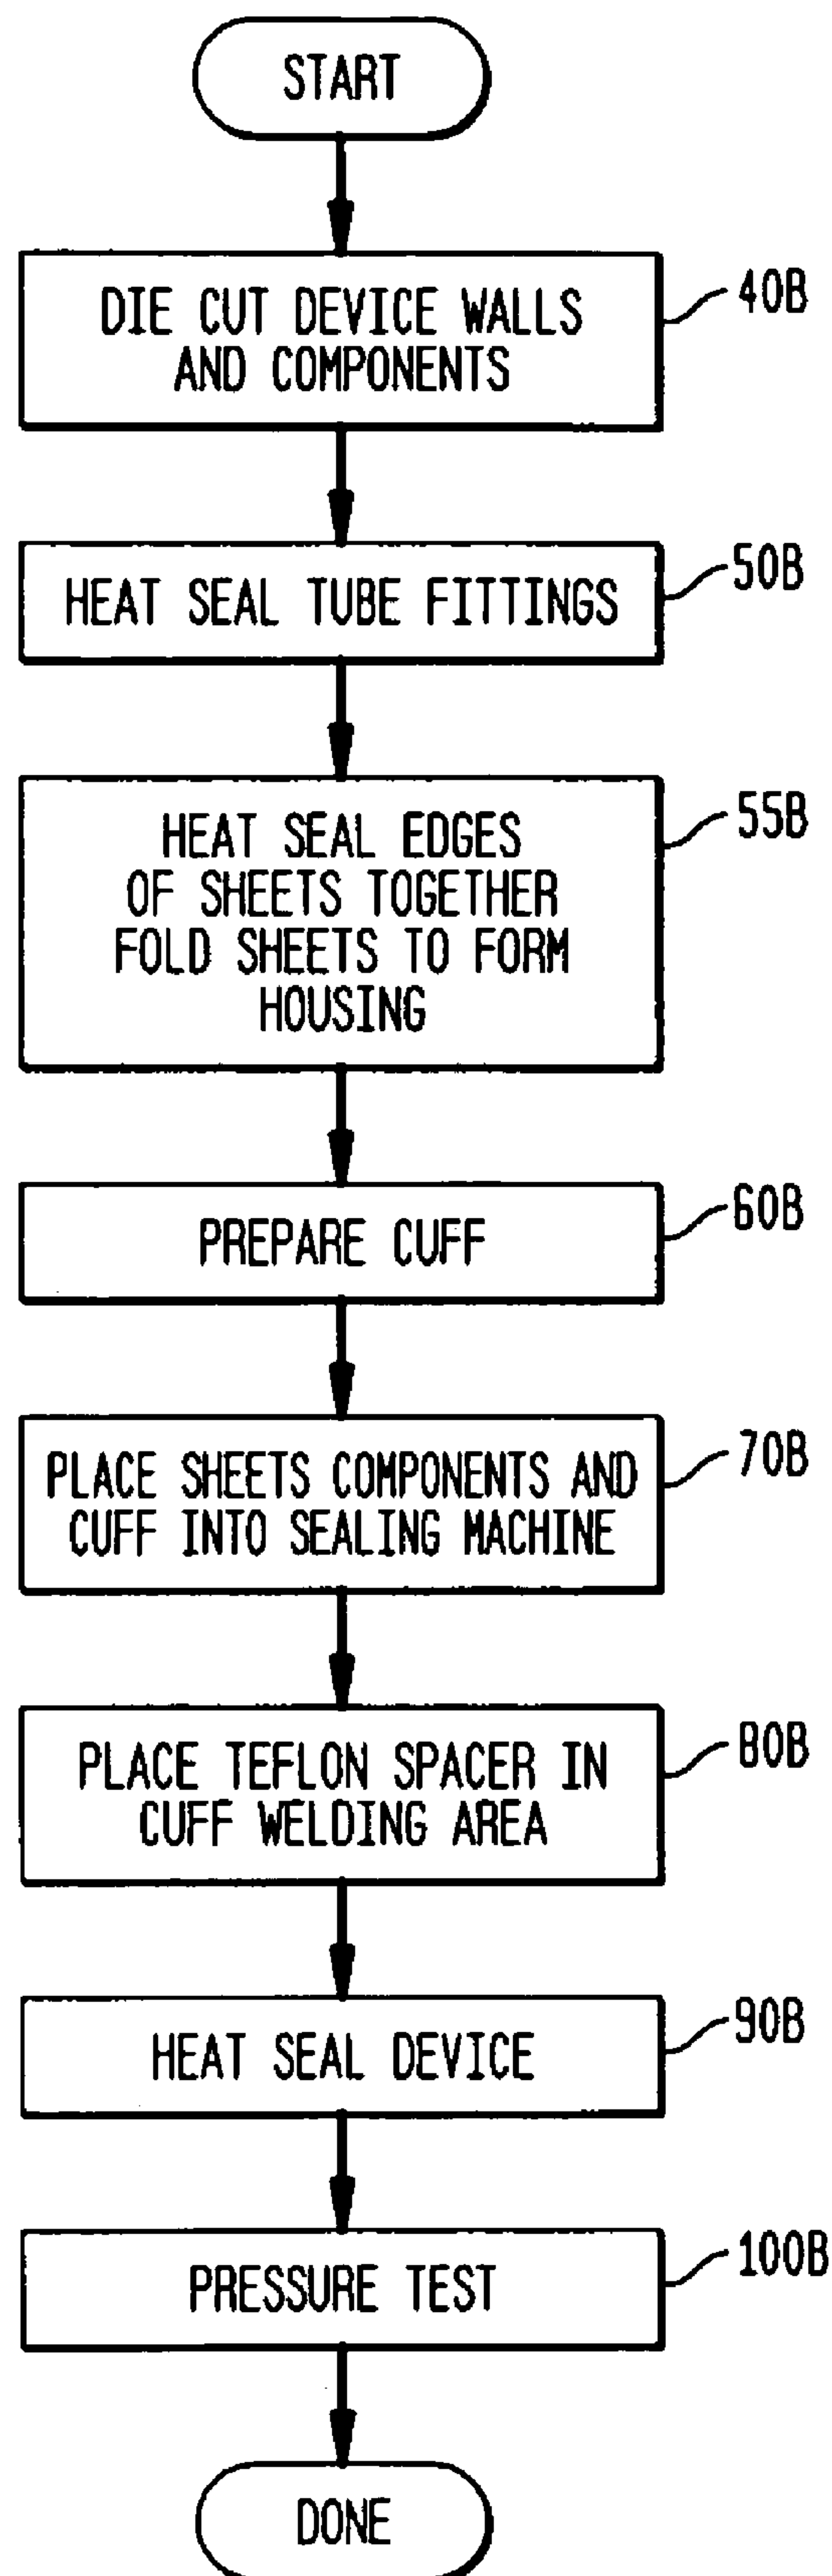 START
DIE CUT DEVICE WALLS
AND COMPONENTS
40B
HEAT SEAL TUBE FITTINGS
50B
HEAT SEAL EDGES
OF SHEETS TOGETHER
FOLD SHEETS TO FORM
HOUSING
55B
PREPARE CUFF
60B
PLACE SHEETS COMPONENTS AND
CUFF INTO SEALING MACHINE
70B
PLACE TEFLON SPACER IN
CUFF WELDING AREA
80B
HEAT SEAL DEVICE
90B
PRESSURE TEST
100B
DONE